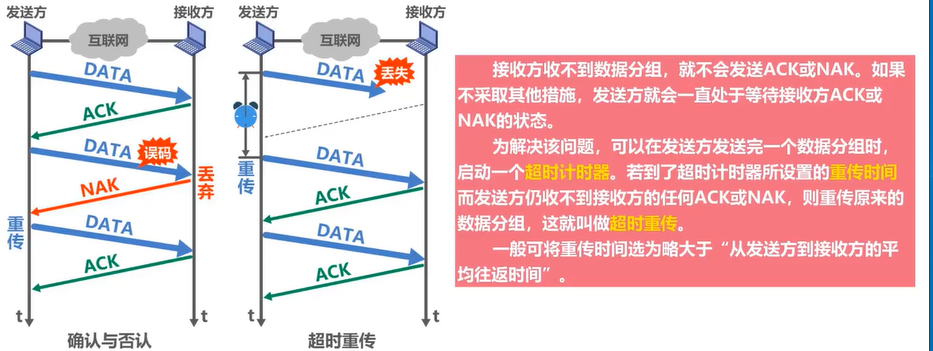 发送方
接收方
互联网
DATA
ACK
DATA
误码
NAK
丢弃
重传
DATA
ACK
t
t
确认与否认
发送方
接收方
互联网
DATA
丢失
重传
DATA
ACK
DATA
ACK
t
t
超时重传
接收方收不到数据分组，就不会发送ACK或NAK。如果
不采取其他措施，发送方就会一直处于等待接收方ACK或
NAK的状态。
为解决该问题，可以在发送方发送完一个数据分组时，
启动一个超时计时器。若到了超时计时器所设置的重传时间
而发送方仍收不到接收方的任何ACK或NAK，则重传原来的
数据分组，这就叫做超时重传。
一般可将重传时间选为略大于“从发送方到接收方的平
均往返时间”。